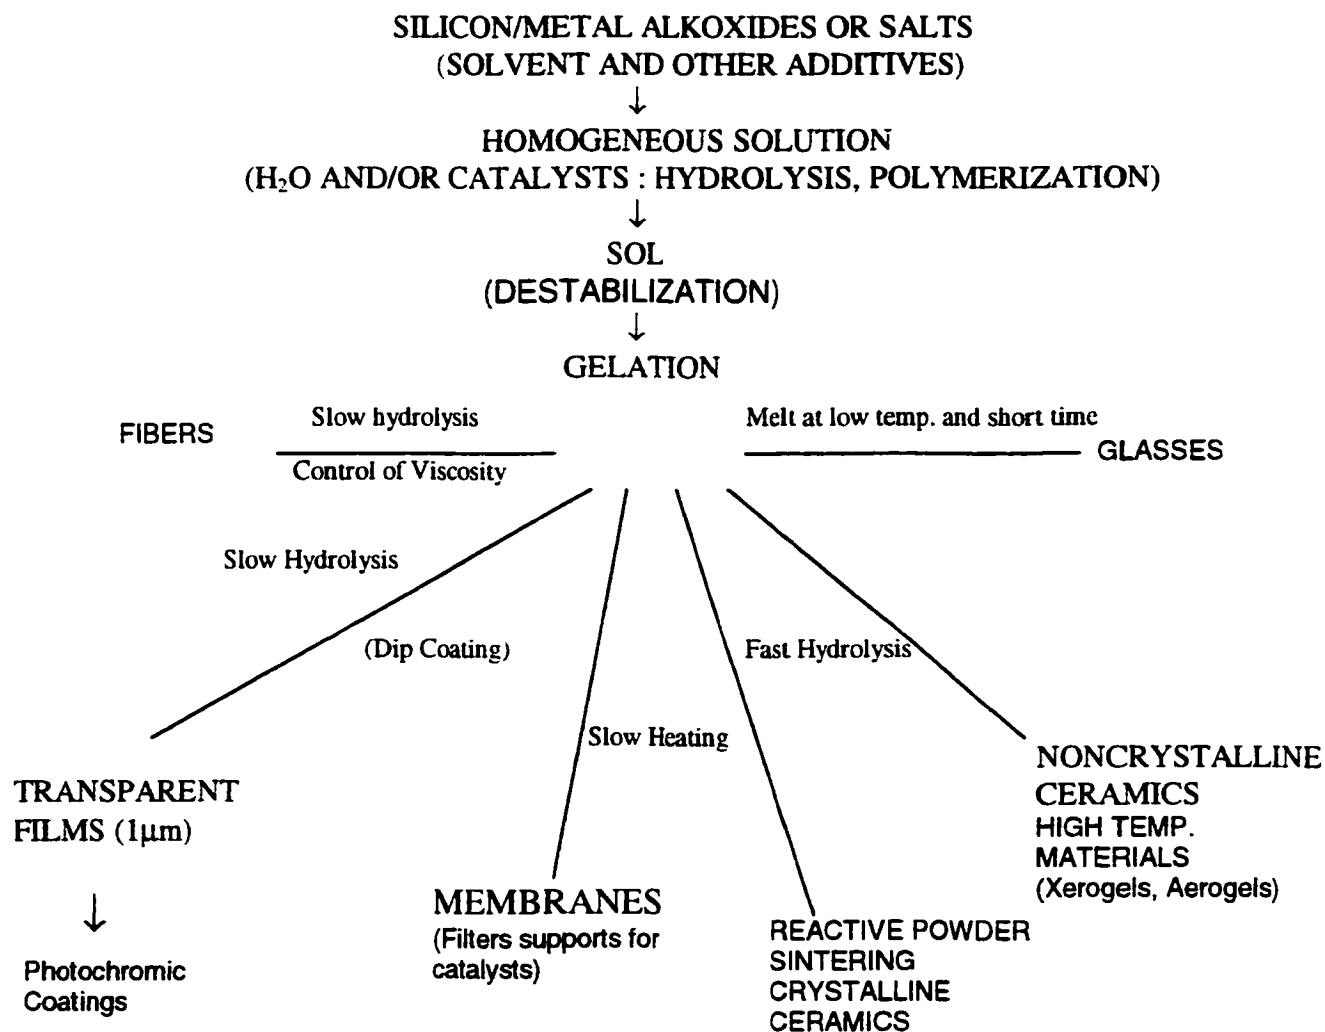 SILICON/METAL ALKOXIDES OR SALTS
(SOLVENT AND OTHER ADDITIVES)
↓
HOMOGENEOUS SOLUTION
(H₂O AND/OR CATALYSTS : HYDROLYSIS, POLYMERIZATION)
↓
SOL
(DESTABILIZATION)
↓
GELATION
FIBERS
Slow hydrolysis
Control of Viscosity
Melt at low temp. and short time
GLASSES
Slow Hydrolysis
(Dip Coating)
Slow Heating
Fast Hydrolysis
TRANSPARENT
FILMS (1μm)
↓
Photochromic
Coatings
MEMBRANES
(Filters supports for
catalysts)
REACTIVE POWDER
SINTERING
CRYSTALLINE
CERAMICS
NONCRYSTALLINE
CERAMICS
HIGH TEMP.
MATERIALS
(Xerogels, Aerogels)